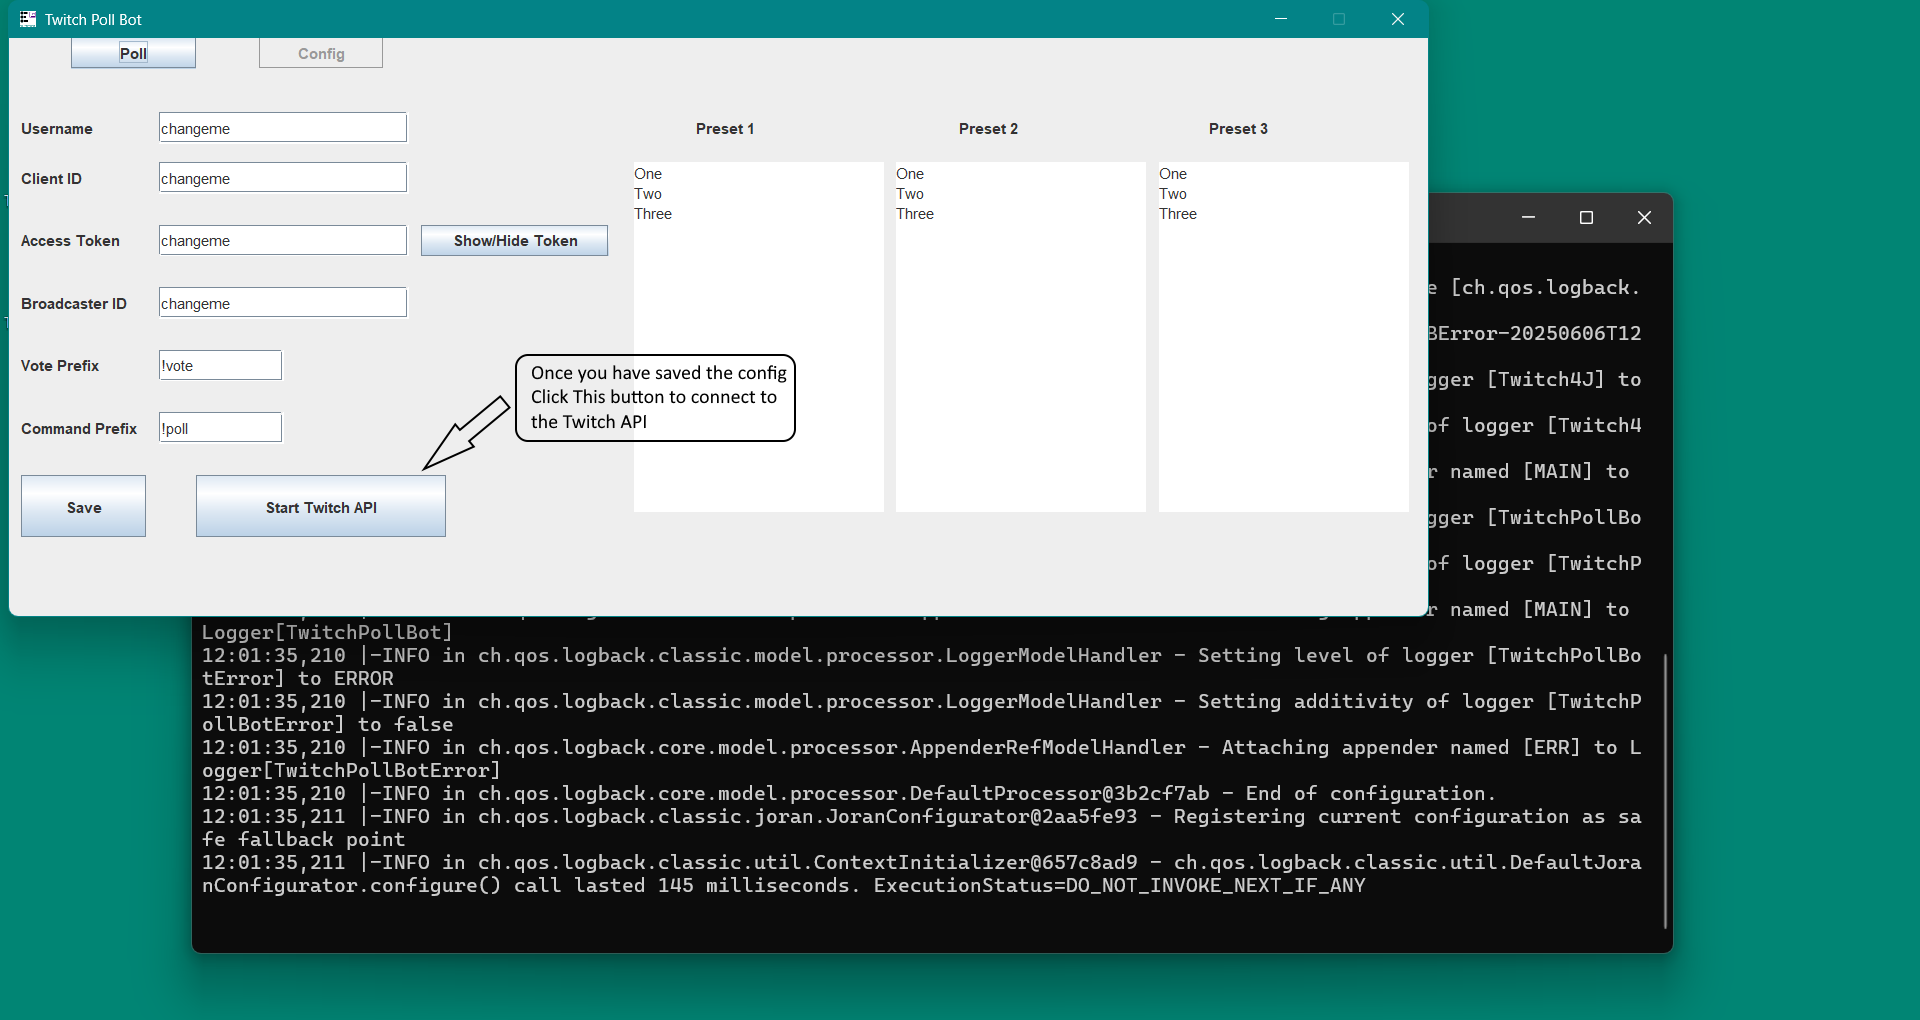 Twitch Poll Bot
Poll
Config
Username
changeme
Client ID
changeme
Access Token
changeme
Show/Hide Token
Broadcaster ID
changeme
Vote Prefix
!vote
Command Prefix
!poll
Save
Start Twitch API
Once you have saved the config
Click This button to connect to
the Twitch API
Preset 1
One
Two
Three
Preset 2
One
Two
Three
Preset 3
One
Two
Three
e [ch.qos.logback.
BError-20250606T12
gger [Twitch4J] to
of logger [Twitch4
r named [MAIN] to
gger [TwitchPollBo
of logger [TwitchP
r named [MAIN] to
Logger[TwitchPollBot]
12:01:35,210 |-INFO in ch.qos.logback.classic.model.processor.LoggerModelHandler - Setting level of logger [TwitchPollBo
tError] to ERROR
12:01:35,210 |-INFO in ch.qos.logback.classic.model.processor.LoggerModelHandler - Setting additivity of logger [TwitchP
ollBotError] to false
12:01:35,210 |-INFO in ch.qos.logback.core.model.processor.AppenderRefModelHandler - Attaching appender named [ERR] to L
ogger[TwitchPollBotError]
12:01:35,210 |-INFO in ch.qos.logback.core.model.processor.DefaultProcessor@3b2cf7ab - End of configuration.
12:01:35,211 |-INFO in ch.qos.logback.classic.joran.JoranConfigurator@2aa5fe93 - Registering current configuration as sa
fe fallback point
12:01:35,211 |-INFO in ch.qos.logback.classic.util.ContextInitializer@657c8ad9 - ch.qos.logback.classic.util.DefaultJora
nConfigurator.configure() call lasted 145 milliseconds. ExecutionStatus=DO_NOT_INVOKE_NEXT_IF_ANY